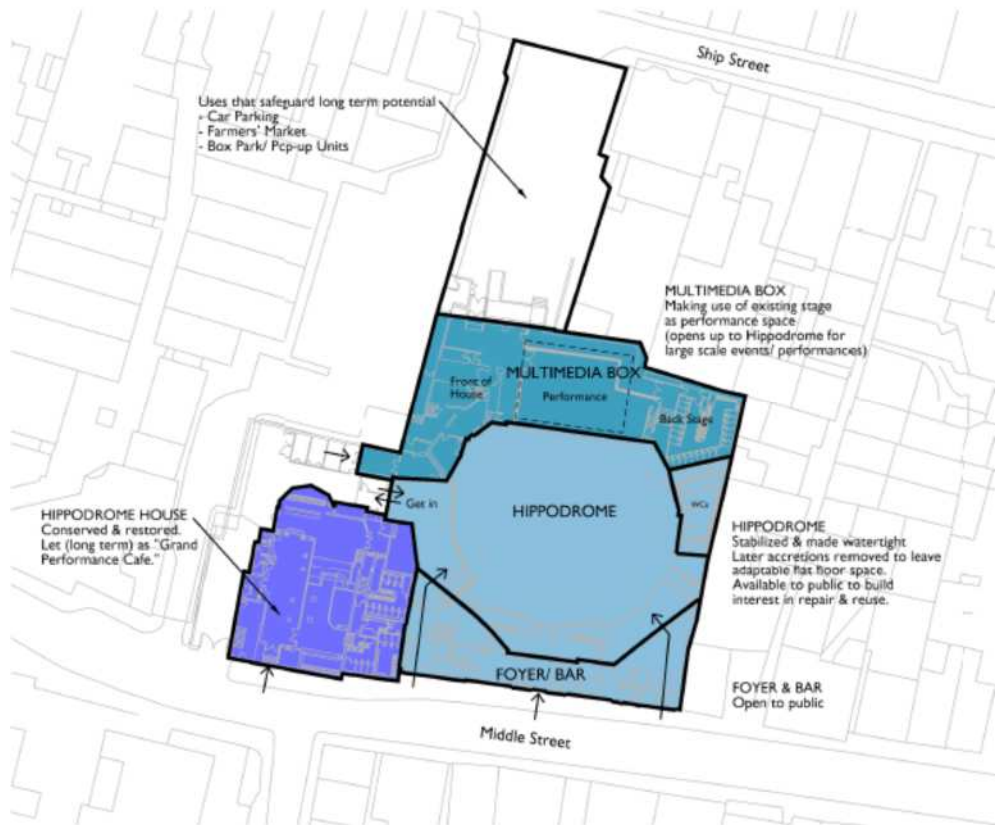 Ship Street
Uses that safeguard long term potential
- Car Parking
- Farmers' Market
- Box Park/ Pop-up Units
MULTIMEDIA BOX
Making use of existing stage
as performance space
(opens up to Hippodrome for
large scale events/ performances)
MULTIMEDIA BOX
Front of
House
Performance
Back Stage
Get in
HIPPODROME
WCs
HIPPODROME HOUSE
Conserved & restored.
Let (long term) as "Grand
Performance Cafe."
HIPPODROME
Stabilized & made watertight
Later accretions removed to leave
adaptable flat floor space.
Available to public to build
interest in repair & reuse.
FOYER/ BAR
FOYER & BAR
Open to public
Middle Street